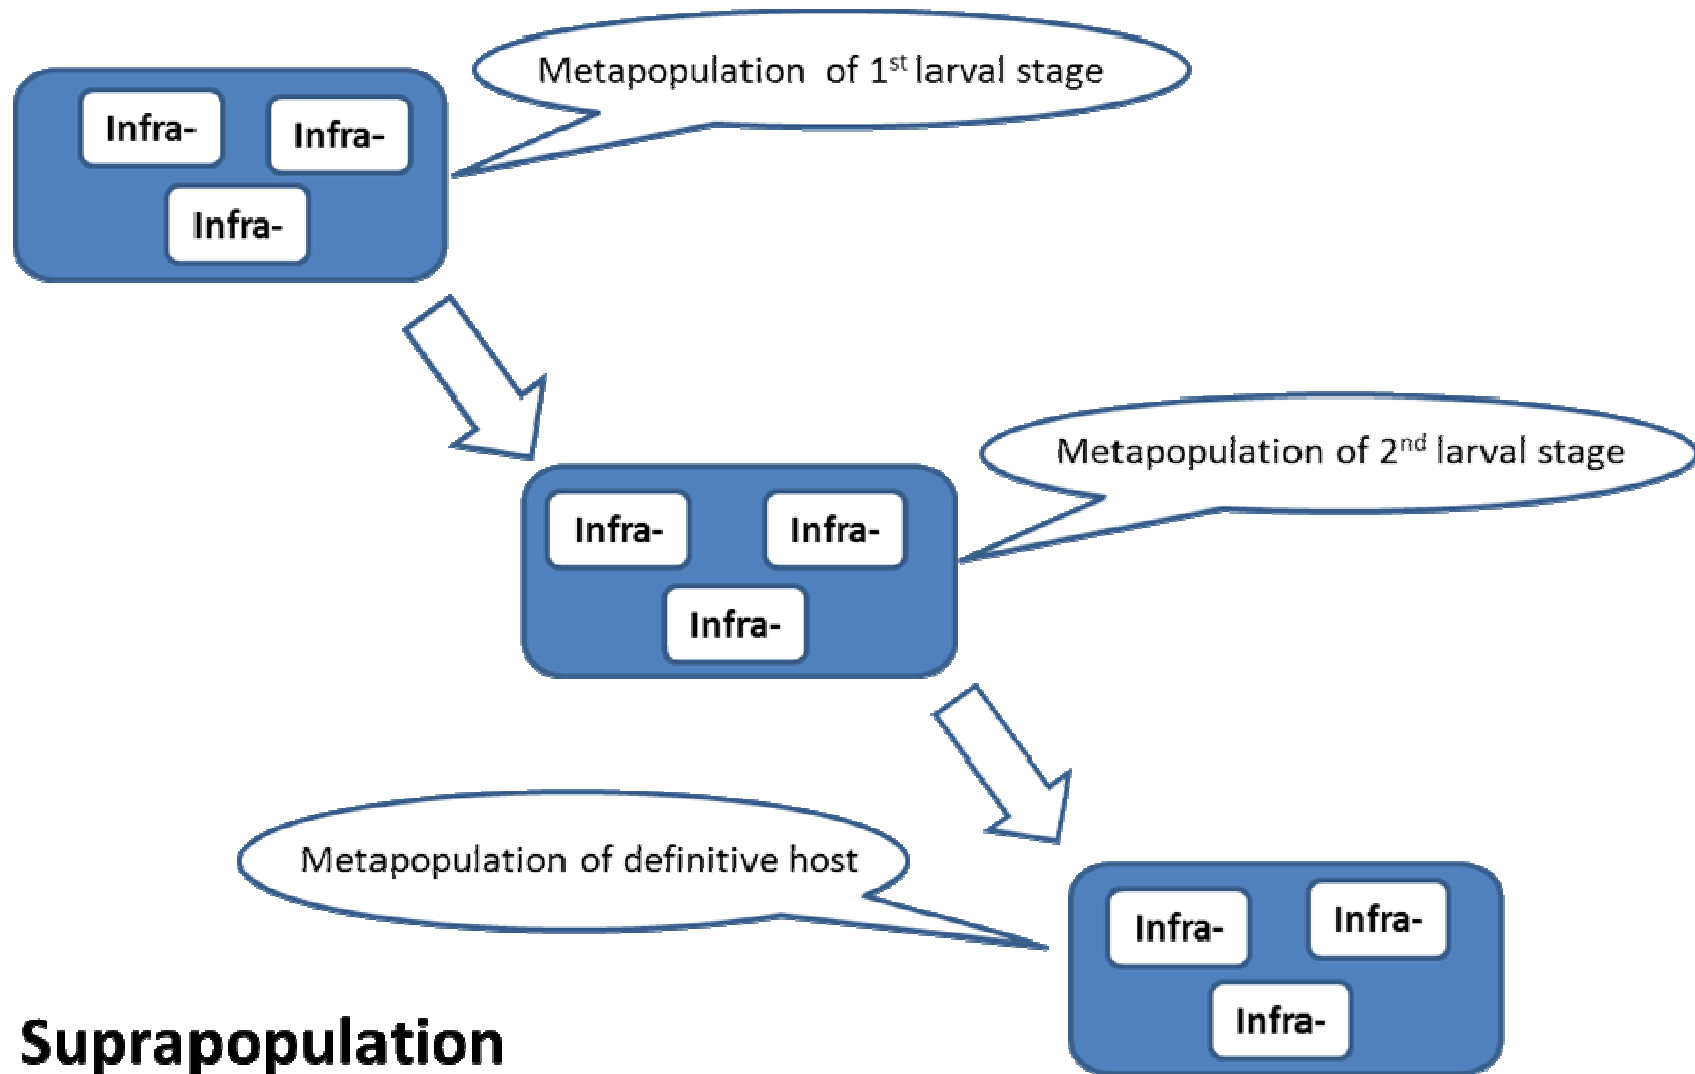 Metapopulation of 1st larval stage
Infra-
Infra-
Infra-
Metapopulation of 2nd larval stage
Infra-
Infra-
Infra-
Metapopulation of definitive host
Infra-
Infra-
Infra-
Suprapopulation